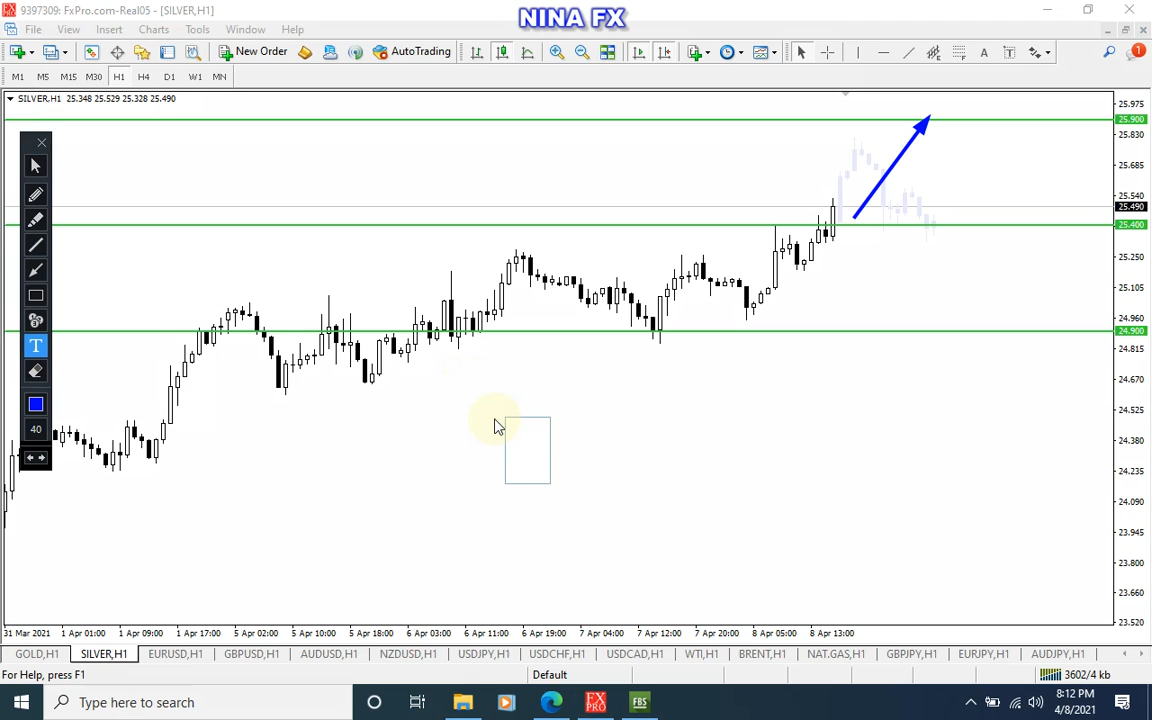 9397309: FxPro.com-Real05 - [SILVER,H1]
NINA FX
File View Insert Charts Tools Window Help
New Order AutoTrading 1
M1 M5 M15 M30 H1 H4 D1 W1 MN
SILVER,H1 25.348 25.529 25.328 25.490
25.975
25.900
25.830
25.685
25.540
25.490
25.400
25.250
25.105
24.960
24.900
24.815
24.670
24.525
24.380
24.235
24.090
23.945
23.800
23.660
23.520
T
40
31 Mar 2021 1 Apr 01:00 1 Apr 09:00 1 Apr 17:00 5 Apr 02:00 5 Apr 10:00 5 Apr 18:00 6 Apr 03:00 6 Apr 11:00 6 Apr 19:00 7 Apr 04:00 7 Apr 12:00 7 Apr 20:00 8 Apr 05:00 8 Apr 13:00
GOLD,H1 SILVER,H1 EURUSD,H1 GBPUSD,H1 AUDUSD,H1 NZDUSD,H1 USDJPY,H1 USDCHF,H1 USDCAD,H1 WTI,H1 BRENT,H1 NAT.GAS,H1 GBPJPY,H1 EURJPY,H1 AUDJPY,H1
For Help, press F1 Default 3602/4 kb
Type here to search FX PRO FBS 8:12 PM
4/8/2021